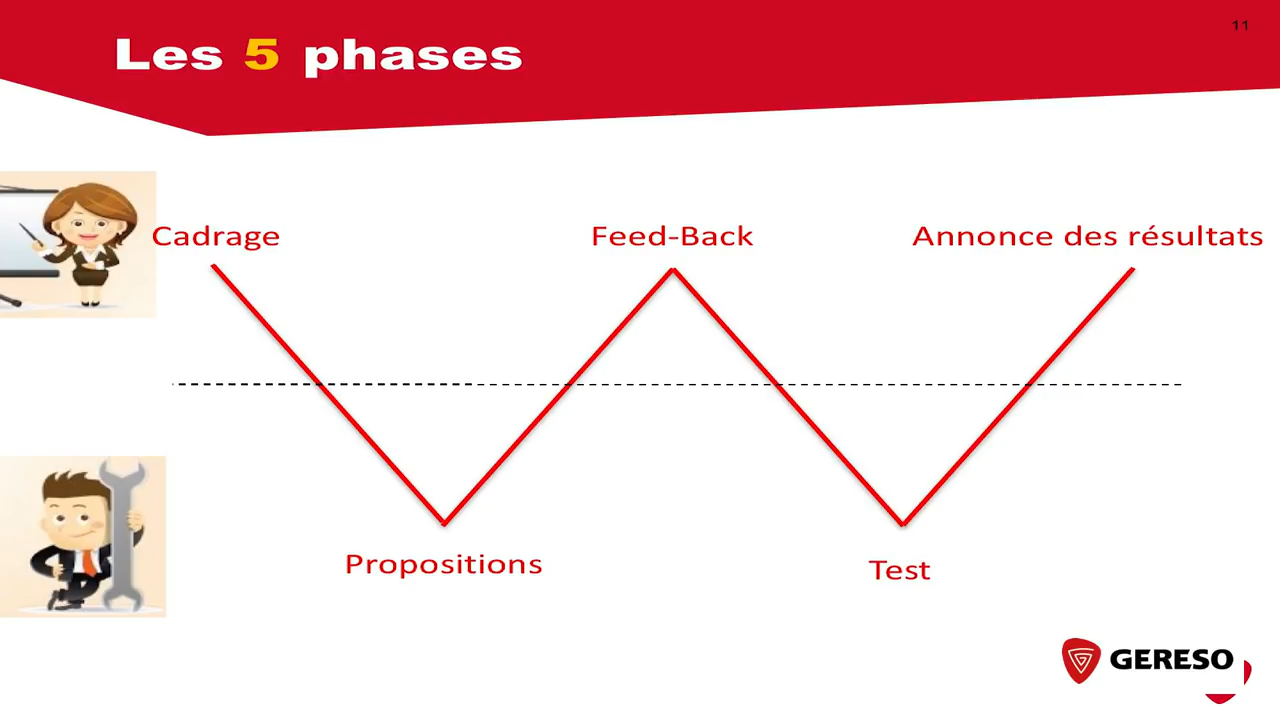 11
Les 5 phases
Cadrage
Feed-Back
Annonce des résultats
Propositions
Test
GERESO